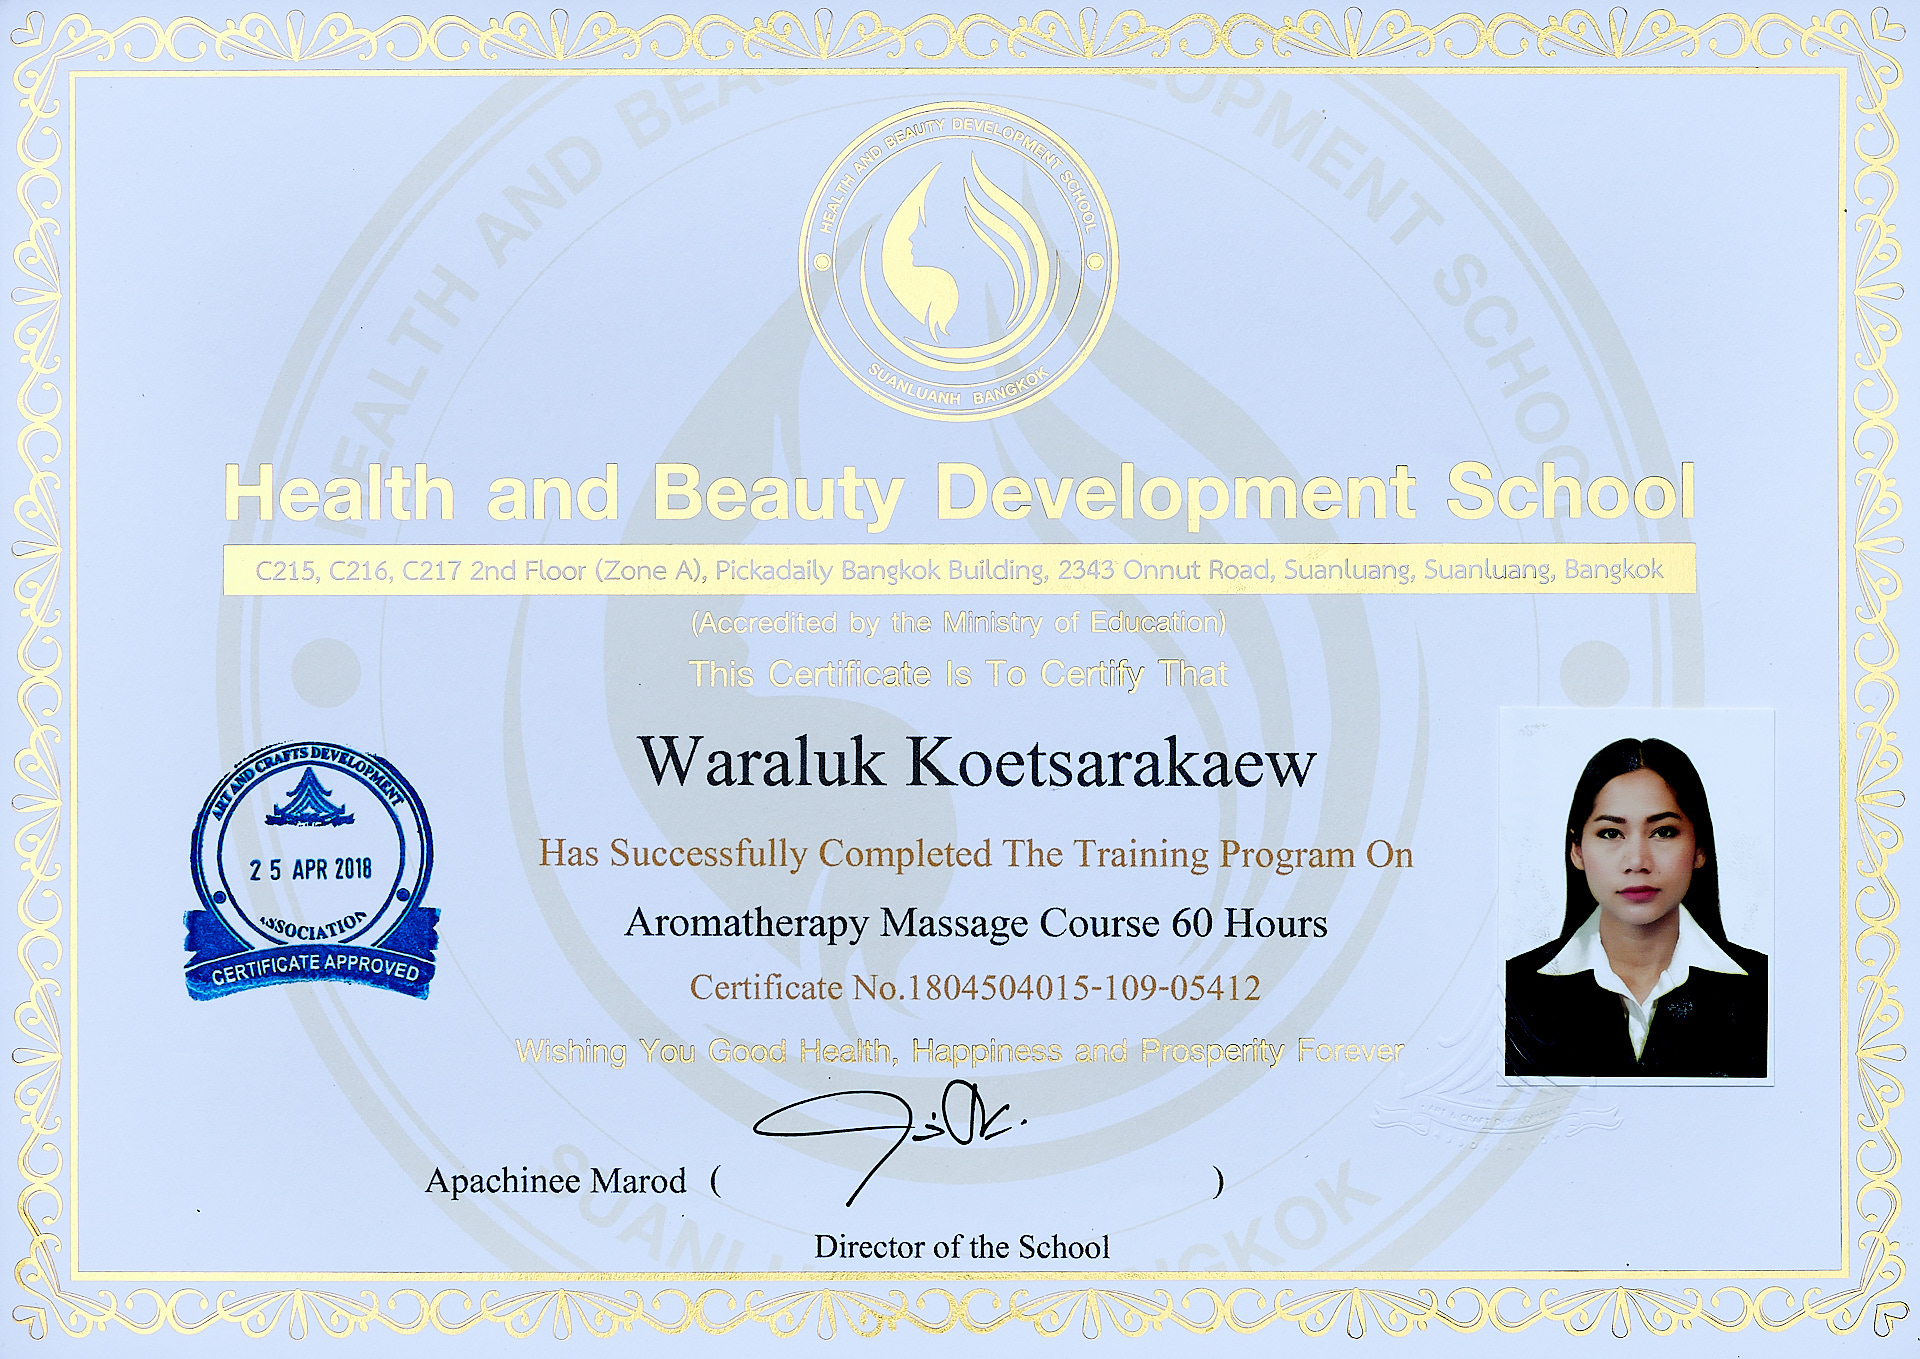 HEALTH AND BEAUTY DEVELOPMENT SCHOOL
SUANLUANH BANGKOK
Health and Beauty Development School
C215, C216, C217 2nd Floor (Zone A), Pickadaily Bangkok Building, 2343 Onnut Road, Suanluang, Suanluang, Bangkok
(Accredited by the Ministry of Education)
This Certificate Is To Certify That
Waraluk Koetsarakaew
Has Successfully Completed The Training Program On
Aromatherapy Massage Course 60 Hours
Certificate No.1804504015-109-05412
Wishing You Good Health, Happiness and Prosperity Forever
ART AND CRAFTS DEVELOPMENT
25 APR 2018
ASSOCIATION
CERTIFICATE APPROVED
Apachinee Marod ( )
Director of the School